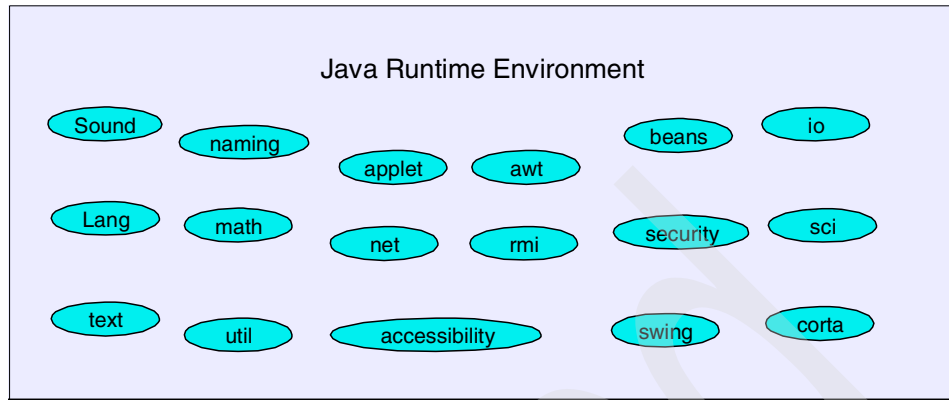 Java Runtime Environment
Sound naming applet awt beans io
Lang math net rmi security sci
text util accessibility swing corta